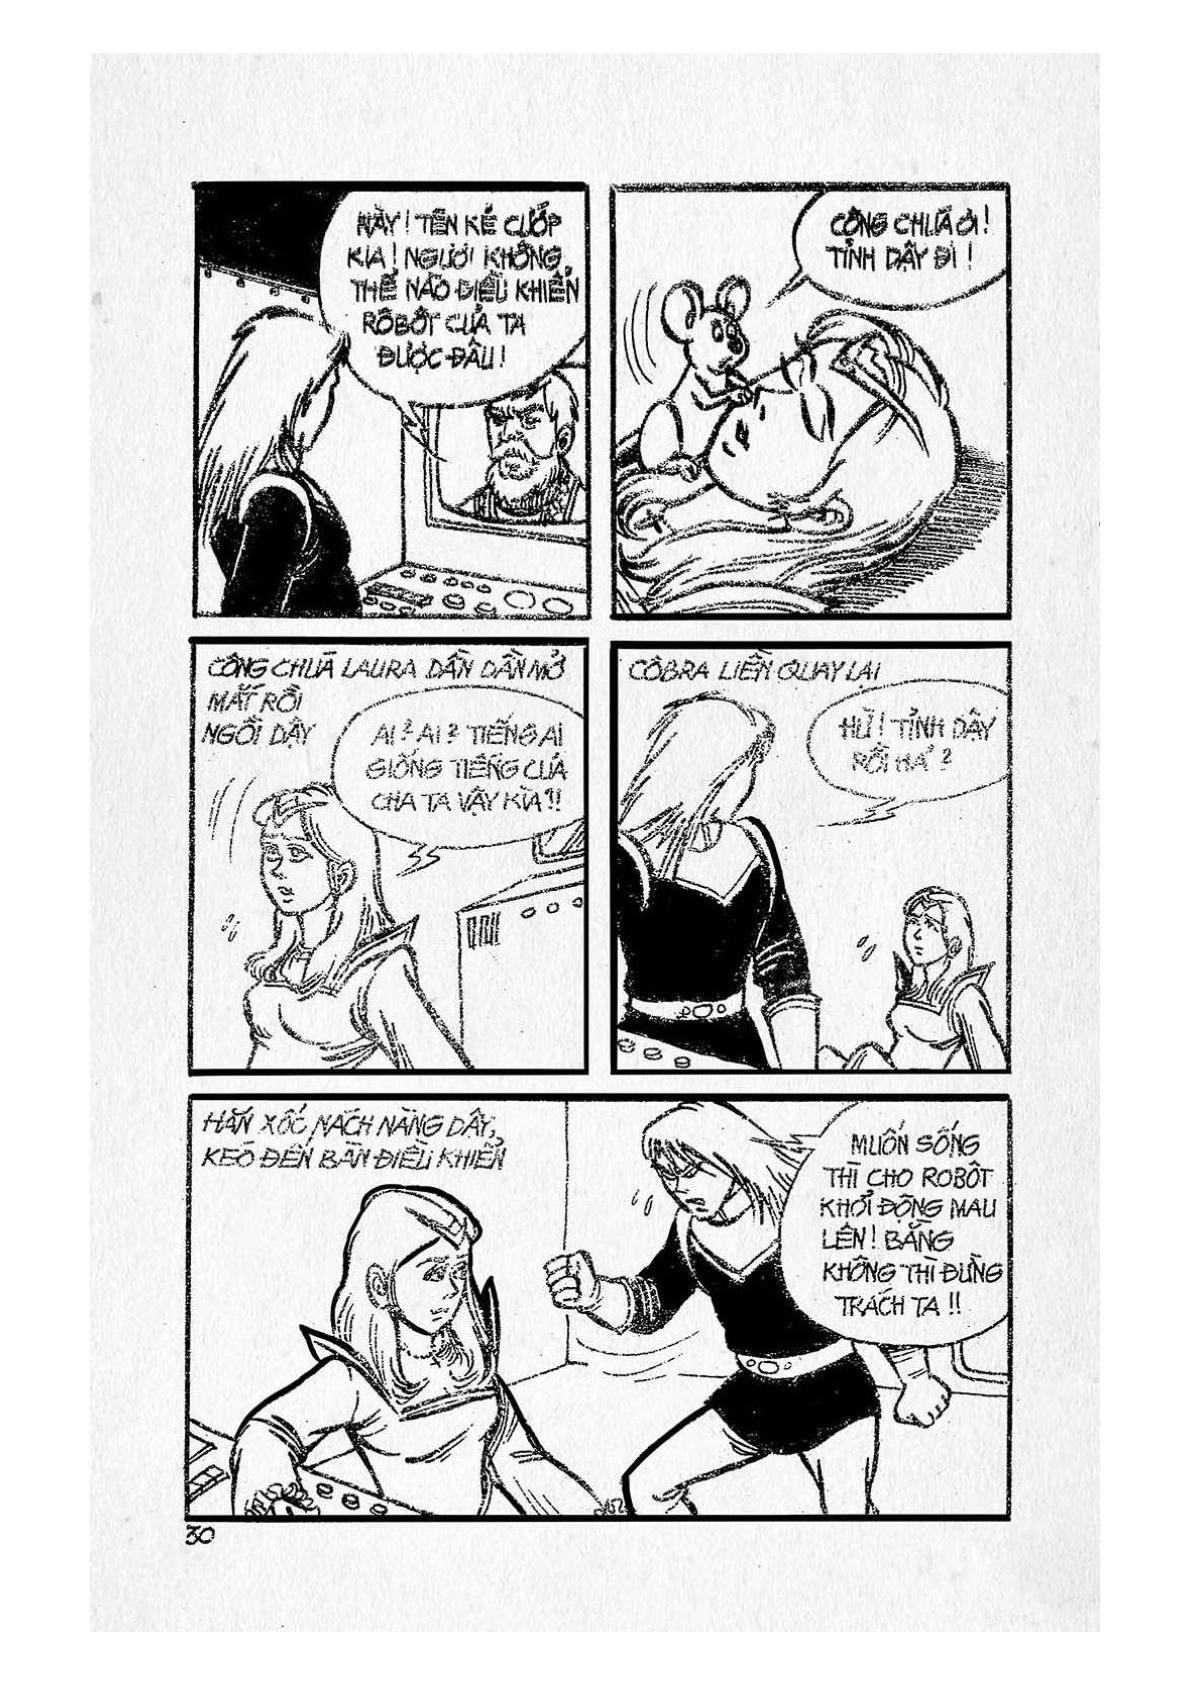 NÀY! TÊN KẺ CƯỚP
KIA! NGƯƠI KHÔNG
THỂ NÀO ĐIỀU KHIỂN
RÔBÔT CỦA TA
ĐƯỢC ĐÂU!
CÔNG CHÚA ƠI!
TỈNH DẬY ĐI!
CÔNG CHÚA LAURA DẦN DẦN MỞ
MẮT RỒI
NGỒI DẬY
AI? AI? TIẾNG AI
GIỐNG TIẾNG CỦA
CHA TA VẬY KÌA?!!
CÔBRA LIỀN QUAY LẠI
HỪ! TỈNH DẬY
RỒI HẢ?
HẮN XỐC NÁCH NÀNG DẬY,
KÉO ĐẾN BÀN ĐIỀU KHIỂN
MUỐN SỐNG
THÌ CHO ROBÔT
KHỞI ĐỘNG MAU
LÊN! BẰNG
KHÔNG THÌ ĐỪNG
TRÁCH TA!!
30